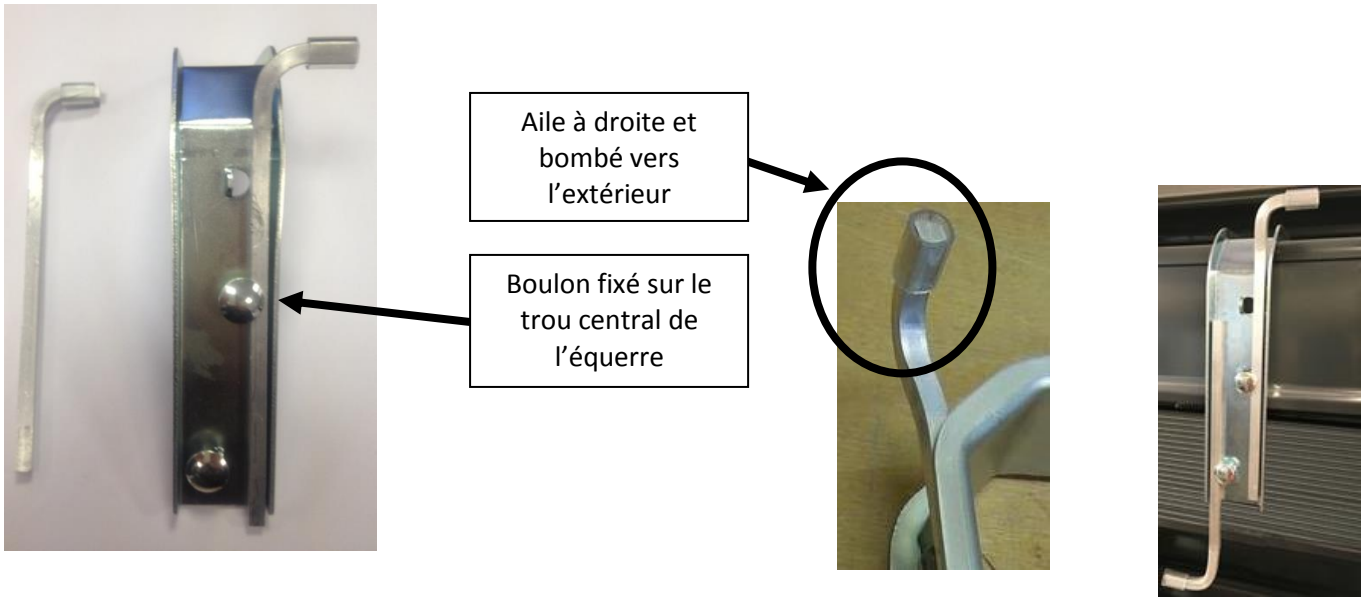 Aile à droite et
bombé vers
l’extérieur
Boulon fixé sur le
trou central de
l’équerre